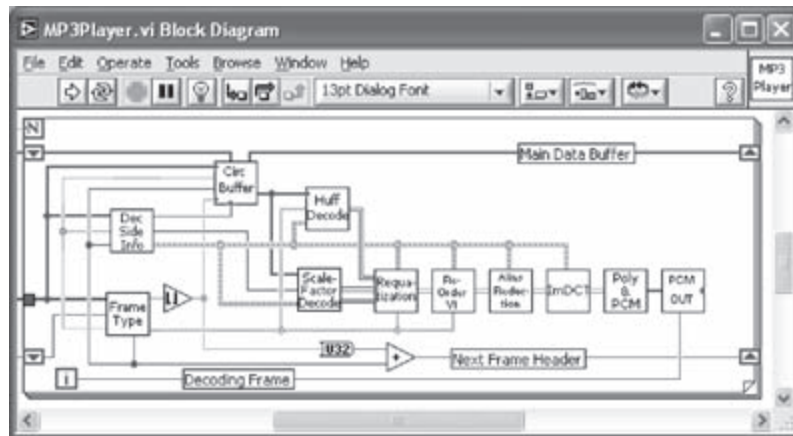 MP3Player.vi Block Diagram
File Edit Operate Tools Browse Window Help
13pt Dialog Font
MP3
Player
N
Main Data Buffer
Circ
Buffer
Huff
Decode
Dec
Side
Info
Scale-
Factor
Decode
Requa-
tization
Re-
Order
VI
Alias
Reduc-
tion
ImDCT
Poly
&
PCM
PCM
OUT
Frame
Type
U32
+
Next Frame Header
i
Decoding Frame